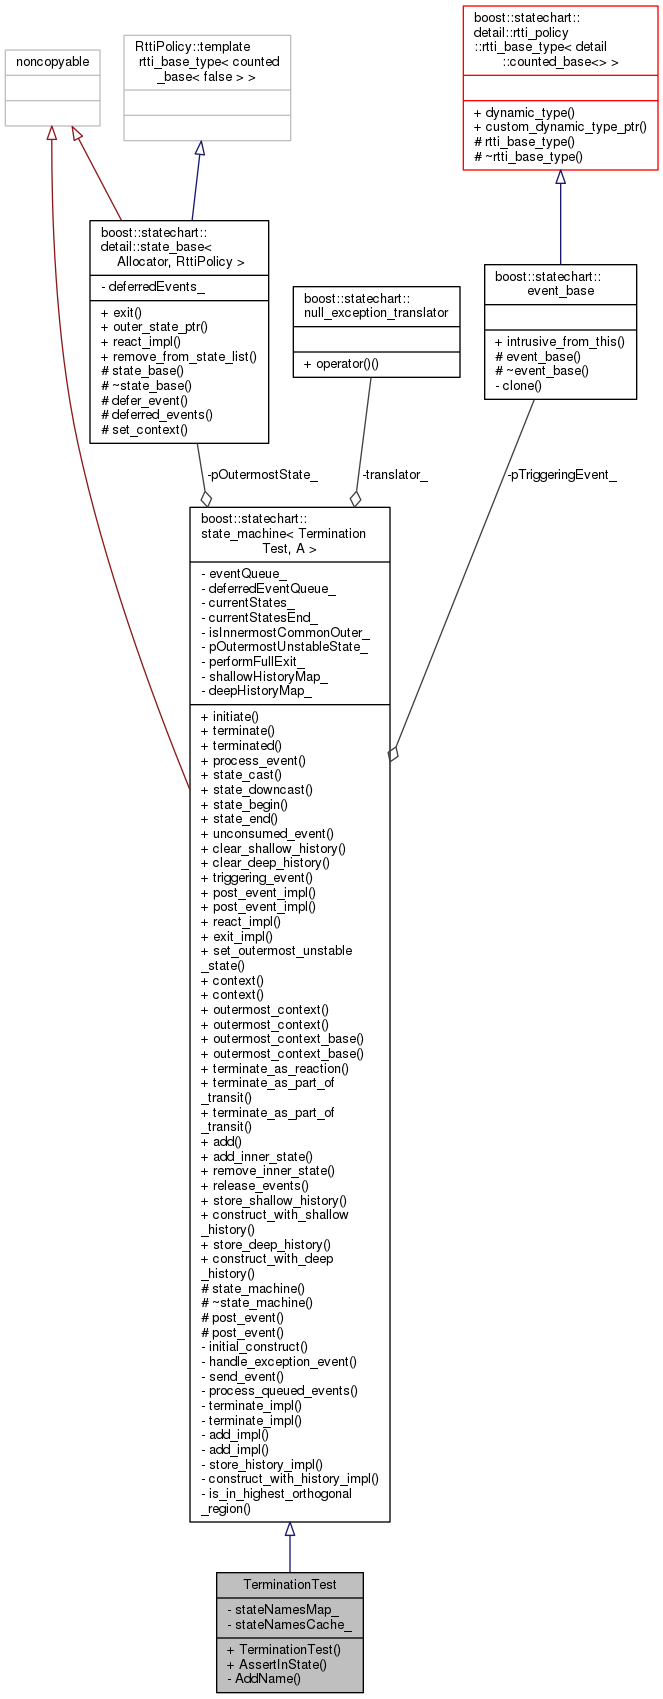 noncopyable
RttiPolicy::template
rtti_base_type< counted
_base< false > >
boost::statechart::
detail::rtti_policy
::rtti_base_type< detail
::counted_base<> >
+ dynamic_type()
+ custom_dynamic_type_ptr()
# rtti_base_type()
# ~rtti_base_type()
boost::statechart::
detail::state_base<
Allocator, RttiPolicy >
- deferredEvents_
+ exit()
+ outer_state_ptr()
+ react_impl()
+ remove_from_state_list()
# state_base()
# ~state_base()
# defer_event()
# deferred_events()
# set_context()
boost::statechart::
null_exception_translator
+ operator()()
boost::statechart::
event_base
+ intrusive_from_this()
# event_base()
# ~event_base()
- clone()
-pOutermostState_
-translator_
-pTriggeringEvent_
boost::statechart::
state_machine< Termination
Test, A >
- eventQueue_
- deferredEventQueue_
- currentStates_
- currentStatesEnd_
- isInnermostCommonOuter_
- pOutermostUnstableState_
- performFullExit_
- shallowHistoryMap_
- deepHistoryMap_
+ initiate()
+ terminate()
+ terminated()
+ process_event()
+ state_cast()
+ state_downcast()
+ state_begin()
+ state_end()
+ unconsumed_event()
+ clear_shallow_history()
+ clear_deep_history()
+ triggering_event()
+ post_event_impl()
+ post_event_impl()
+ react_impl()
+ exit_impl()
+ set_outermost_unstable
_state()
+ context()
+ context()
+ outermost_context()
+ outermost_context()
+ outermost_context_base()
+ outermost_context_base()
+ terminate_as_reaction()
+ terminate_as_part_of
_transit()
+ terminate_as_part_of
_transit()
+ add()
+ add_inner_state()
+ remove_inner_state()
+ release_events()
+ store_shallow_history()
+ construct_with_shallow
_history()
+ store_deep_history()
+ construct_with_deep
_history()
# state_machine()
# ~state_machine()
# post_event()
# post_event()
- initial_construct()
- handle_exception_event()
- send_event()
- process_queued_events()
- terminate_impl()
- terminate_impl()
- add_impl()
- add_impl()
- store_history_impl()
- construct_with_history_impl()
- is_in_highest_orthogonal
_region()
TerminationTest
- stateNamesMap_
- stateNamesCache_
+ TerminationTest()
+ AssertInState()
- AddName()